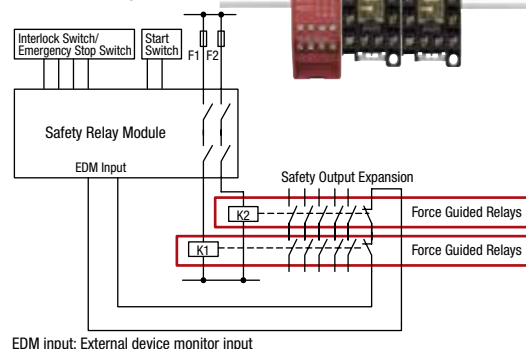 Interlock Switch/
Emergency Stop Switch
Start
Switch
F1 F2
Safety Relay Module
EDM Input
Safety Output Expansion
K2
Force Guided Relays
K1
Force Guided Relays
EDM input: External device monitor input